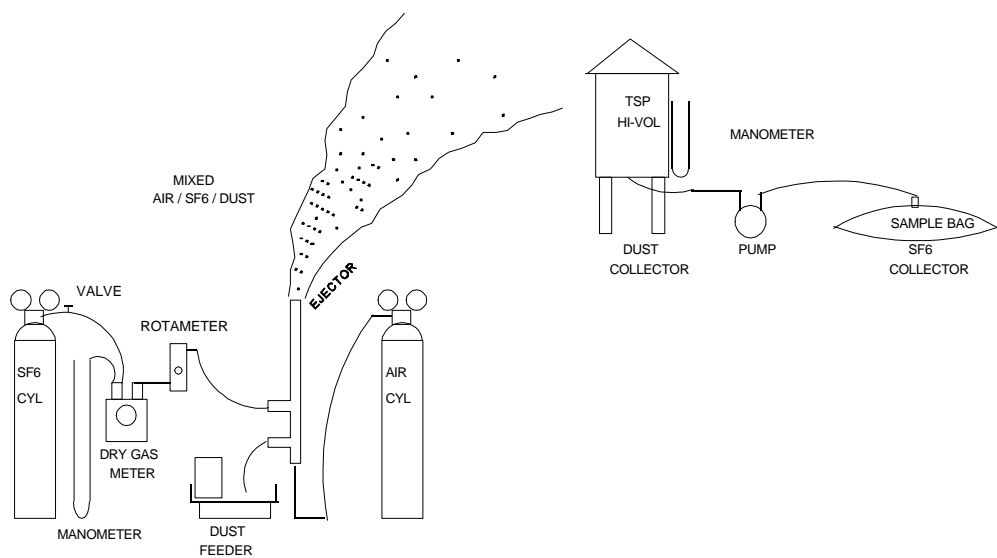 TSP
HI-VOL
MANOMETER
MIXED
AIR / SF6 / DUST
SAMPLE BAG
DUST
COLLECTOR
PUMP
SF6
COLLECTOR
EJECTOR
VALVE
ROTAMETER
SF6
CYL
AIR
CYL
DRY GAS
METER
MANOMETER
DUST
FEEDER